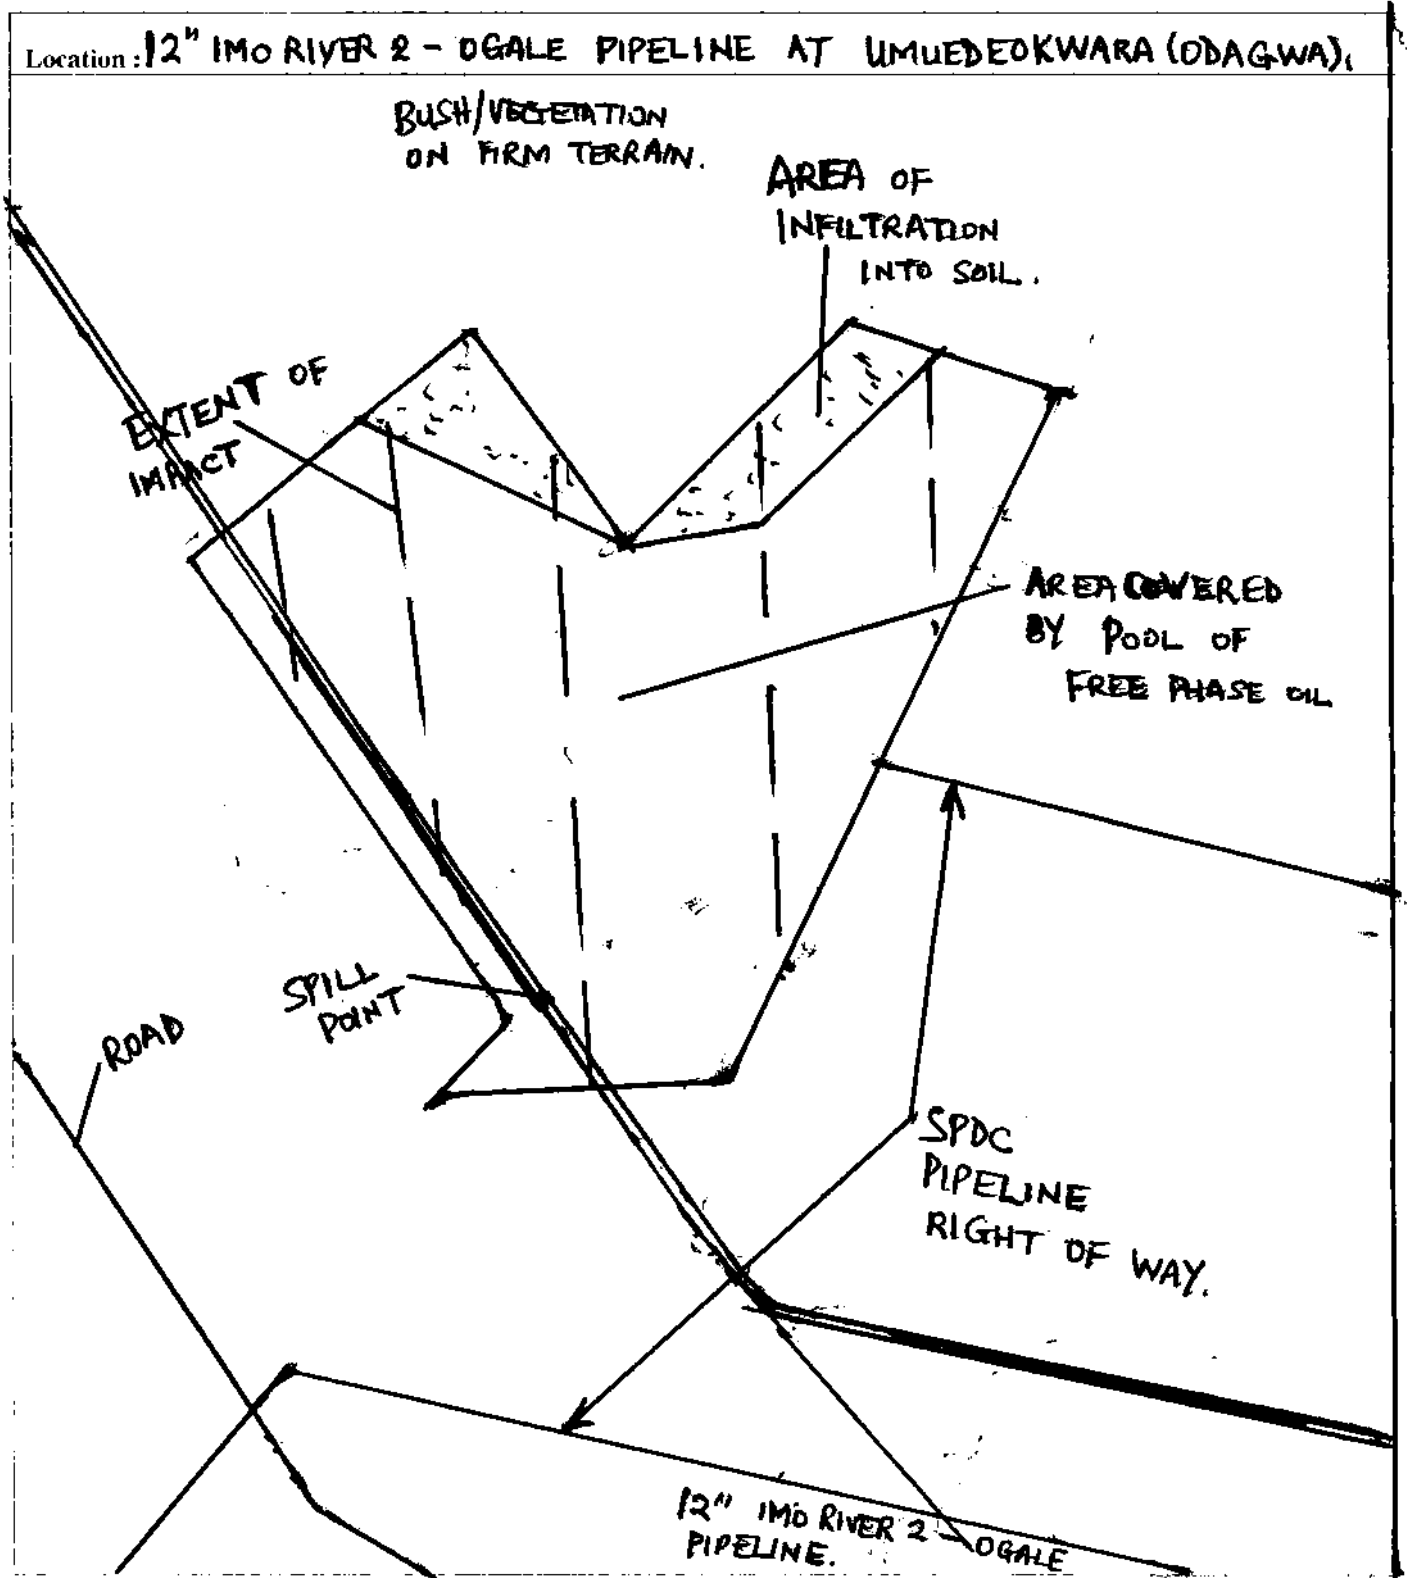 Location : 12" IMO RIVER 2 - OGALE PIPELINE AT UMUEDEOKWARA (ODAGWA).
BUSH/VEGETATION
ON FIRM TERRAIN.
AREA OF
INFILTRATION
INTO SOIL.
EXTENT OF
IMPACT
AREA COVERED
BY POOL OF
FREE PHASE OIL
SPILL
POINT
ROAD
SPDC
PIPELINE
RIGHT OF WAY.
12" IMO RIVER 2 - OGALE
PIPELINE.